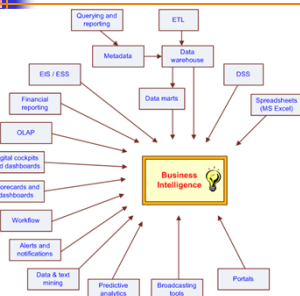 Querying and
reporting
ETL
Metadata
Data
warehouse
EIS / ESS
DSS
Financial
reporting
Data marts
Spreadsheets
(MS Excel)
OLAP
cockpits
dashboards
Business
Intelligence
and
dashboards
Workflow
Alerts and
notifications
Data & text
mining
Predictive
analytics
Broadcasting
tools
Portals